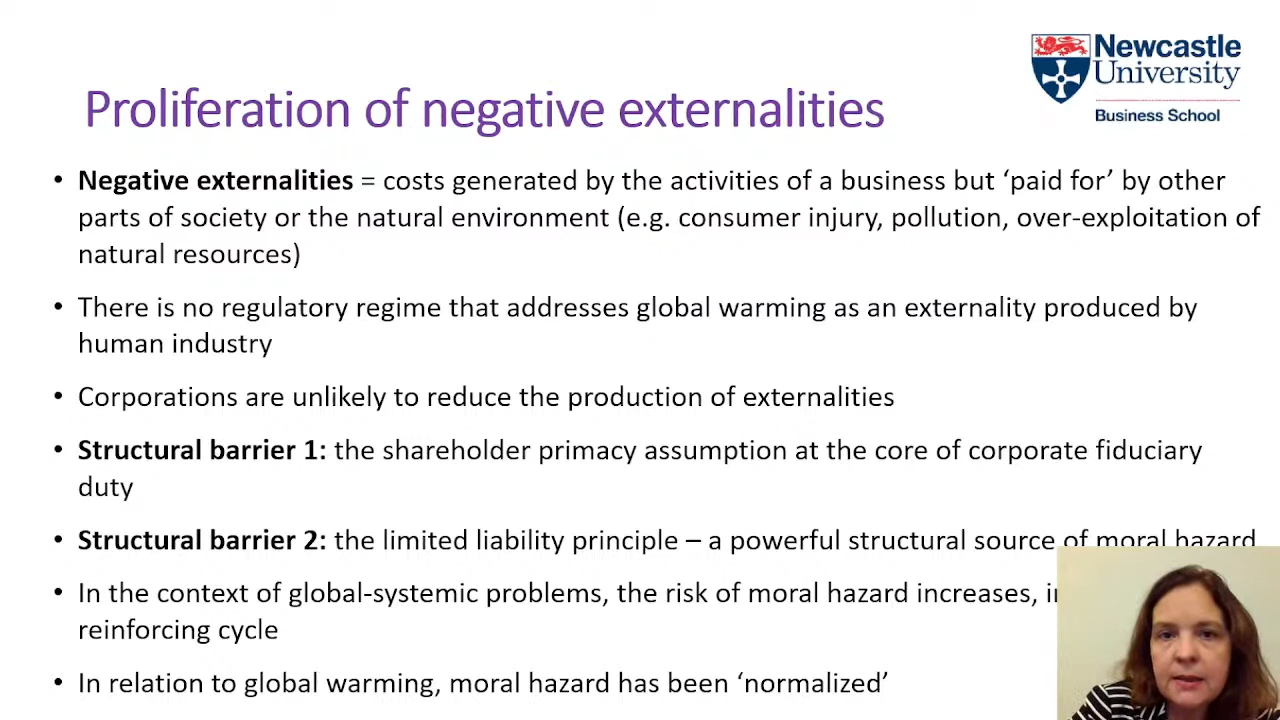 Newcastle
University
Business School
Proliferation of negative externalities
• Negative externalities = costs generated by the activities of a business but ‘paid for’ by other
parts of society or the natural environment (e.g. consumer injury, pollution, over-exploitation of
natural resources)
• There is no regulatory regime that addresses global warming as an externality produced by
human industry
• Corporations are unlikely to reduce the production of externalities
• Structural barrier 1: the shareholder primacy assumption at the core of corporate fiduciary
duty
• Structural barrier 2: the limited liability principle – a powerful structural source of moral hazard
• In the context of global-systemic problems, the risk of moral hazard increases,
reinforcing cycle
• In relation to global warming, moral hazard has been ‘normalized’